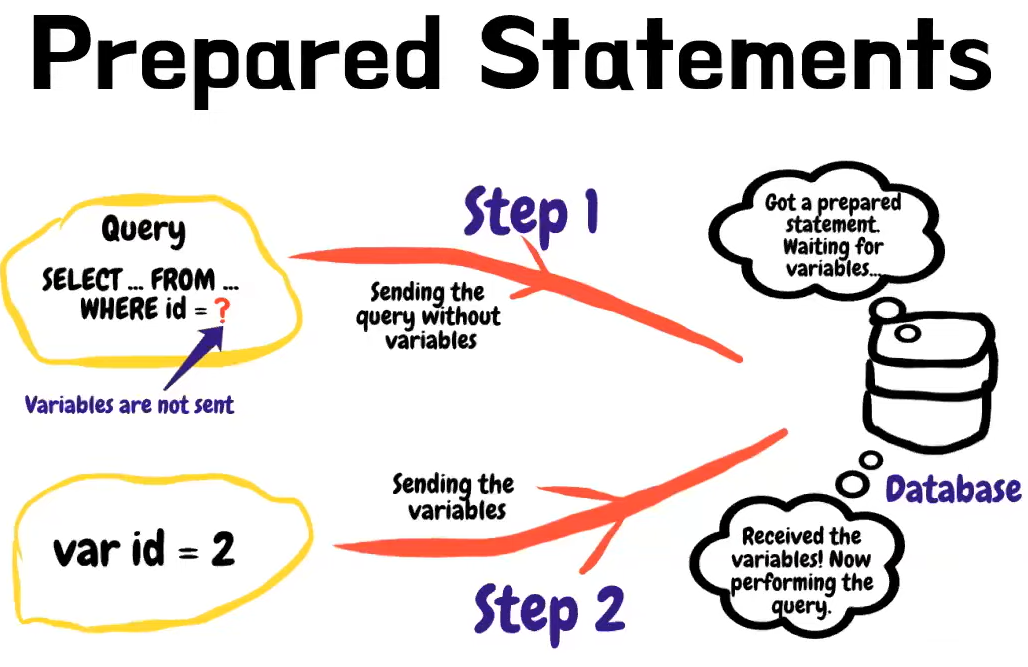 Prepared Statements
Query
SELECT ... FROM ...
WHERE id = ?
Variables are not sent
Step 1
Sending the
query without
variables
Got a prepared
statement.
Waiting for
variables...
var id = 2
Sending the
variables
Step 2
Database
Received the
variables! Now
performing the
query.